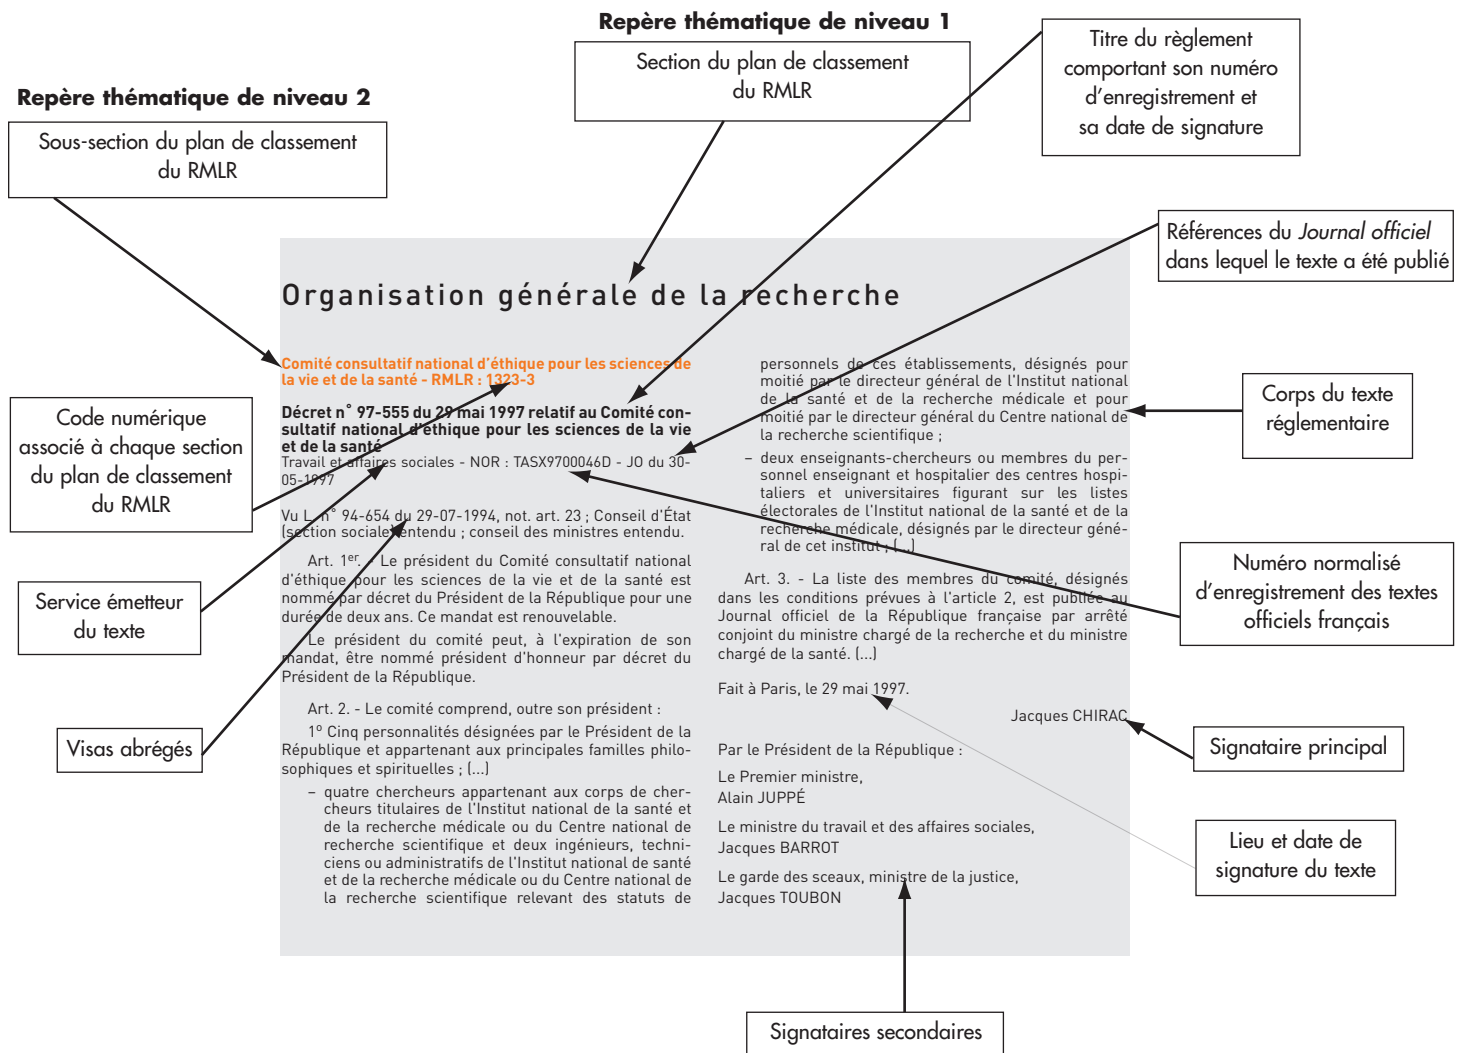 Repère thématique de niveau 1
Section du plan de classement
du RMLR
Titre du règlement
comportant son numéro
d'enregistrement et
sa date de signature
Repère thématique de niveau 2
Sous-section du plan de classement
du RMLR
Références du Journal officiel
dans lequel le texte a été publié
Organisation générale de la recherche
Comité consultatif national d'éthique pour les sciences de
la vie et de la santé - RMLR : 1323-3
Décret n° 97-555 du 29 mai 1997 relatif au Comité con-
sultatif national d'éthique pour les sciences de la vie
et de la santé
Travail et affaires sociales - NOR : TASX9700046D - JO du 30-
05-1997
Vu L. n° 94-654 du 29-07-1994, not. art. 23 ; Conseil d'État
(section sociale) entendu ; conseil des ministres entendu.
Art. 1er. - Le président du Comité consultatif national
d'éthique pour les sciences de la vie et de la santé est
nommé par décret du Président de la République pour une
durée de deux ans. Ce mandat est renouvelable.
Le président du comité peut, à l'expiration de son
mandat, être nommé président d'honneur par décret du
Président de la République.
Art. 2. - Le comité comprend, outre son président :
1° Cinq personnalités désignées par le Président de la
République et appartenant aux principales familles philo-
sophiques et spirituelles ; (...)
– quatre chercheurs appartenant aux corps de cher-
cheurs titulaires de l'Institut national de la santé et
de la recherche médicale ou du Centre national de
recherche scientifique et deux ingénieurs, techni-
ciens ou administratifs de l'Institut national de santé
et de la recherche médicale ou du Centre national de
la recherche scientifique relevant des statuts de
personnels de ces établissements, désignés pour
moitié par le directeur général de l'Institut national
de la santé et de la recherche médicale et pour
moitié par le directeur général du Centre national de
la recherche scientifique ;
– deux enseignants-chercheurs ou membres du per-
sonnel enseignant et hospitalier des centres hospi-
taliers et universitaires figurant sur les listes
électorales de l'Institut national de la santé et de la
recherche médicale, désignés par le directeur géné-
ral de cet institut ; (...)
Art. 3. - La liste des membres du comité, désignés
dans les conditions prévues à l'article 2, est publiée au
Journal officiel de la République française par arrêté
conjoint du ministre chargé de la recherche et du ministre
chargé de la santé. (...)
Fait à Paris, le 29 mai 1997.
Jacques CHIRAC
Par le Président de la République :
Le Premier ministre,
Alain JUPPÉ
Le ministre du travail et des affaires sociales,
Jacques BARROT
Le garde des sceaux, ministre de la justice,
Jacques TOUBON
Code numérique
associé à chaque section
du plan de classement
du RMLR
Service émetteur
du texte
Visas abrégés
Corps du texte
réglementaire
Numéro normalisé
d'enregistrement des textes
officiels français
Signataire principal
Lieu et date de
signature du texte
Signataires secondaires